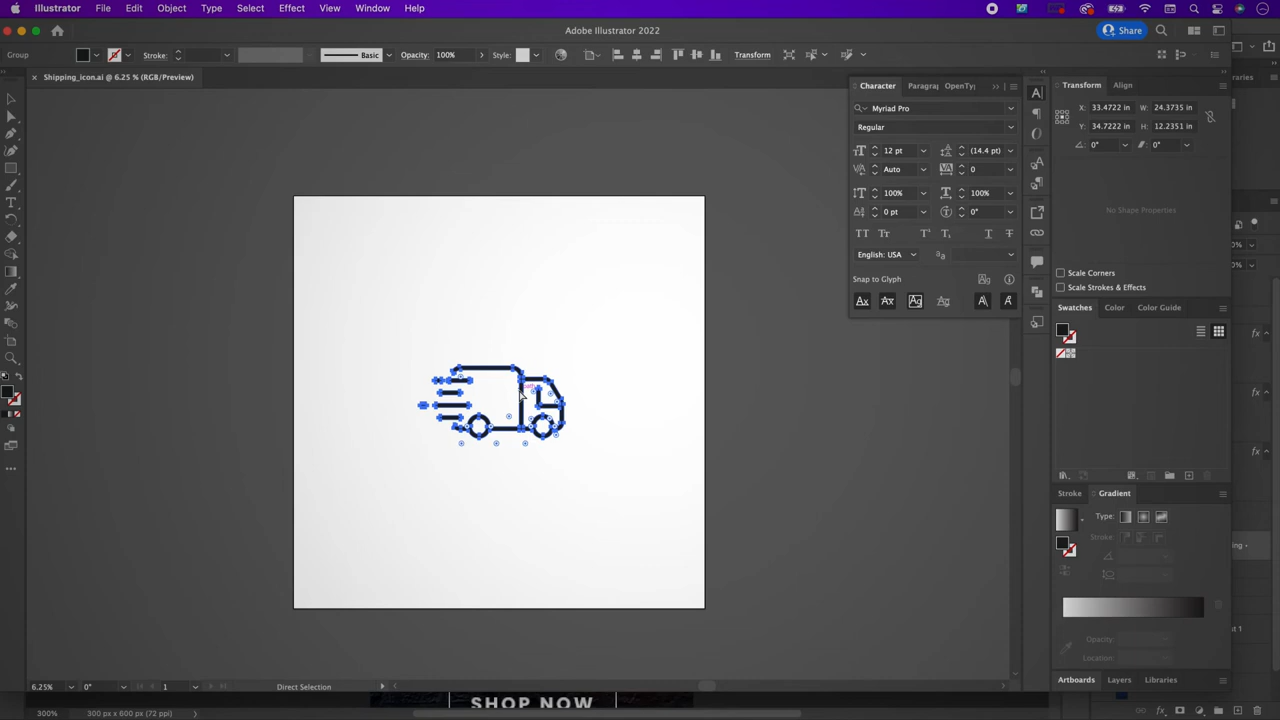 Illustrator File Edit Object Type Select Effect View Window Help
Adobe Illustrator 2022
Share
Group
Stroke:
Basic
Opacity: 100%
Style:
Transform
× Shipping_icon.ai @ 6.25 % (RGB/Preview)
Character Paragraj OpenTy
Transform Align
Myriad Pro
Regular
X: 33.4722 in W: 24.3735 in
Y: 34.7222 in H: 12.2351 in
0° 0°
12 pt (14.4 pt)
Auto 0
100% 100%
0 pt 0°
No Shape Properties
English: USA
Snap to Glyph
Scale Corners
Scale Strokes & Effects
Swatches Color Color Guide
Stroke Gradient
Type:
Stroke
Opacity:
Location:
Artboards Layers Libraries
6.25% 0° 1 Direct Selection
SHOP NOW
300% 300 px x 600 px (72 ppi)